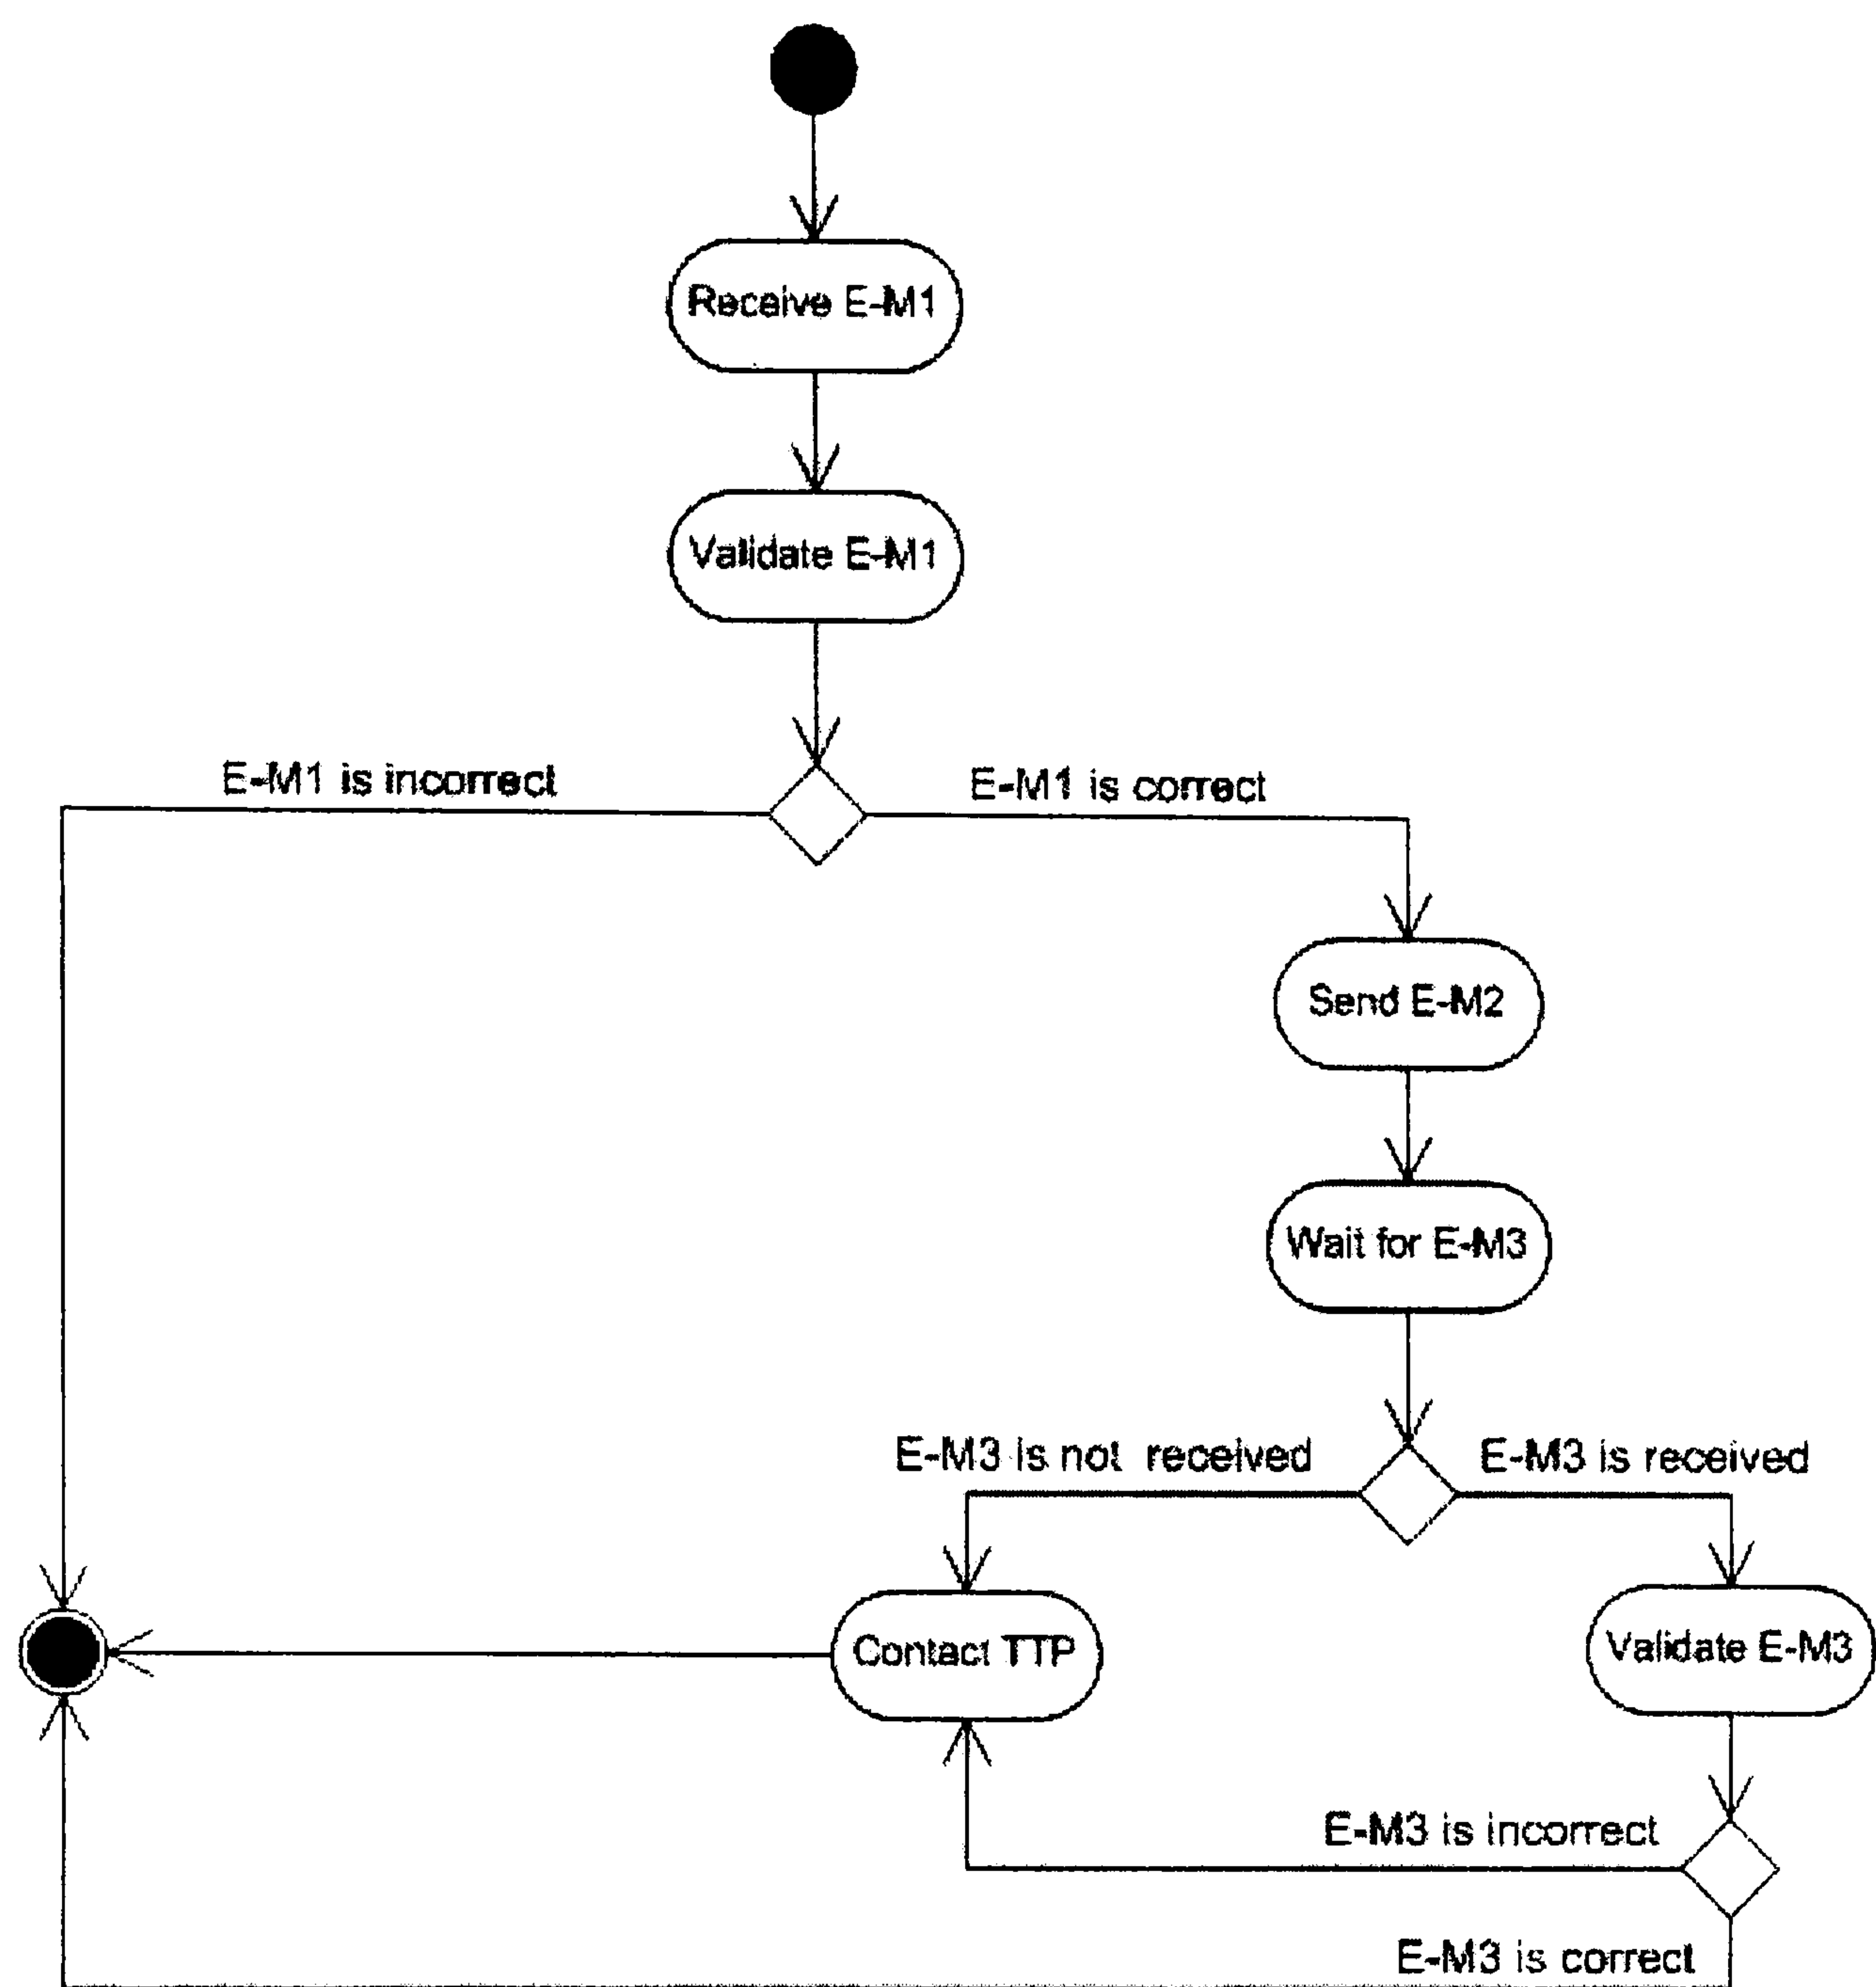 Receive E-M1
Validate E-M1
E-M1 is incorrect
E-M1 is correct
Send E-M2
Wait for E-M3
E-M3 is not received
E-M3 is received
Contact TTP
Validate E-M3
E-M3 is incorrect
E-M3 is correct